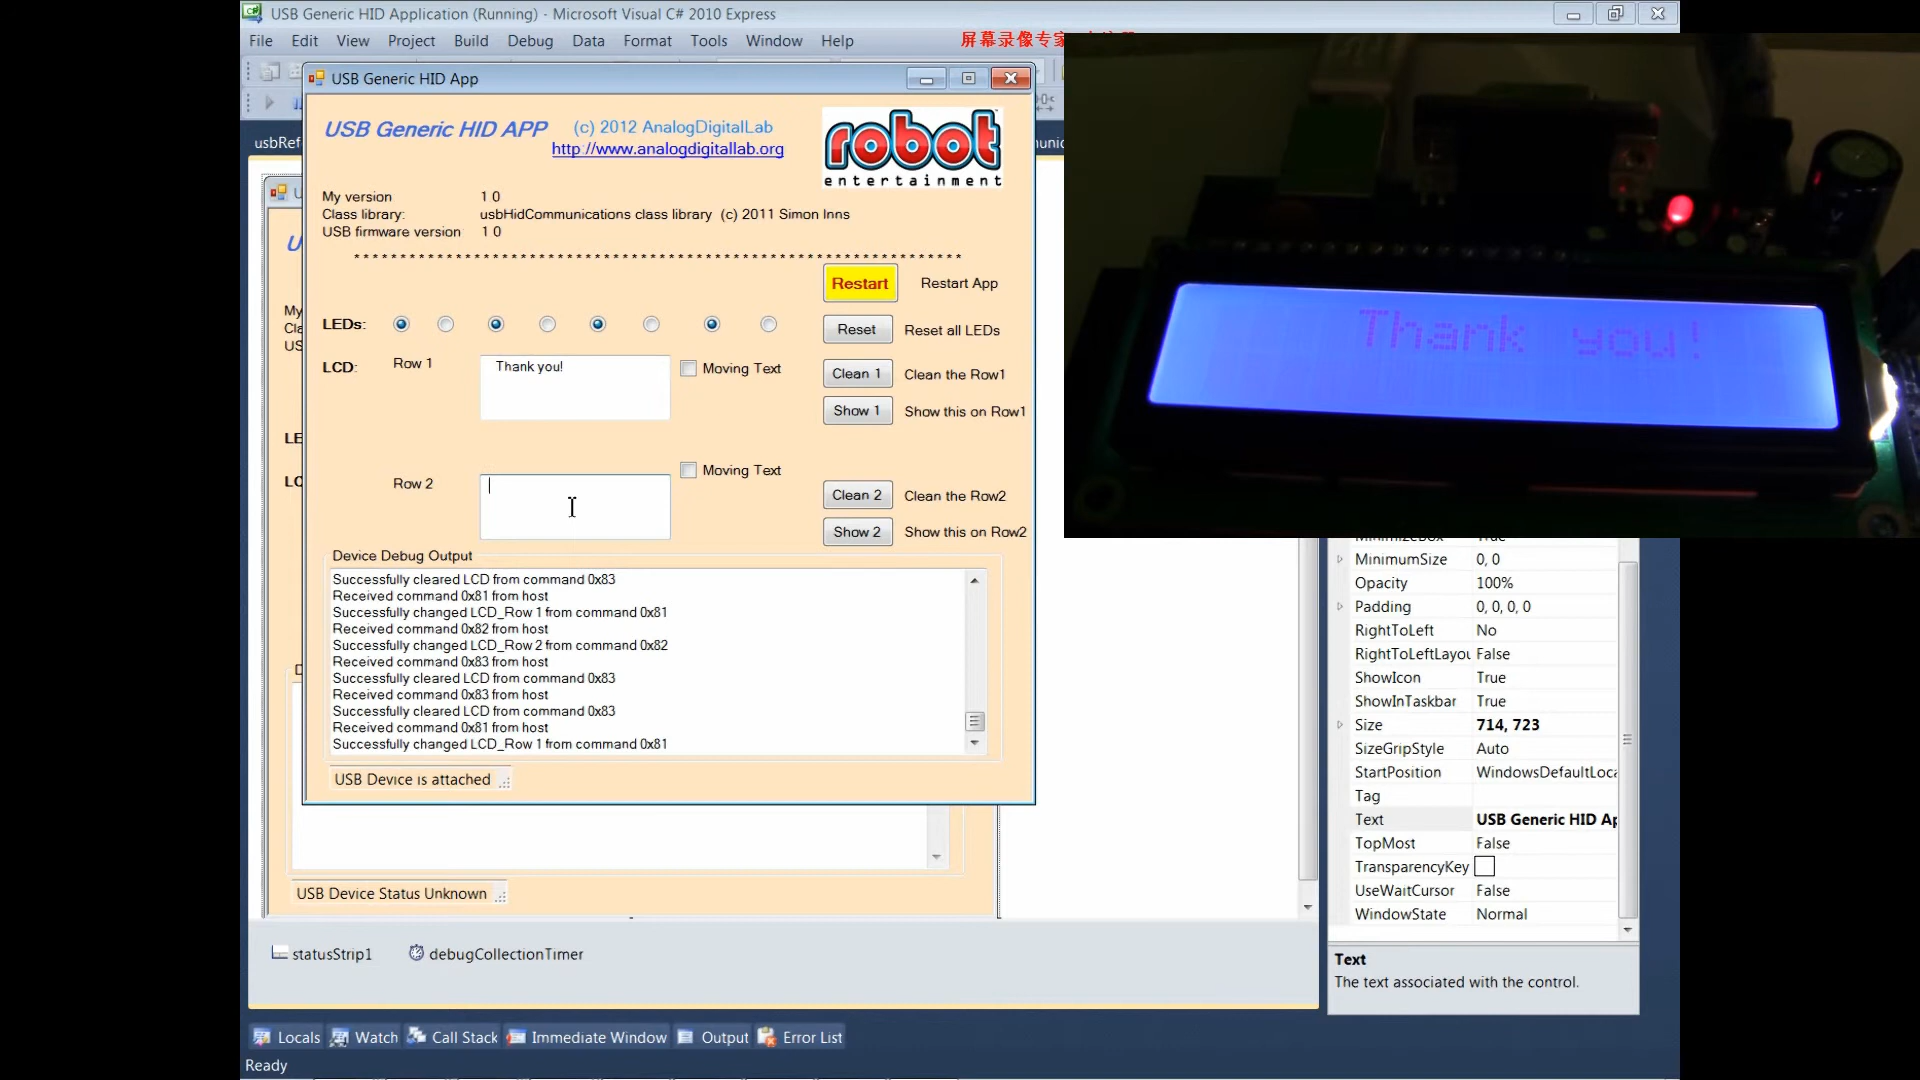 USB Generic HID Application (Running) - Microsoft Visual C# 2010 Express
File Edit View Project Build Debug Data Format Tools Window Help
屏幕录像专家
USB Generic HID App
USB Generic HID APP
(c) 2012 AnalogDigitalLab
http://www.analogdigitallab.org
robot
entertainment
usbRef
My version 1 0
Class library: usbHidCommunications class library (c) 2011 Simon Inns
USB firmware version 1 0
************************************************************************
Restart Restart App
LEDs:
Reset Reset all LEDs
LCD: Row 1 Thank you! Moving Text
Clean 1 Clean the Row1
Show 1 Show this on Row1
Row 2 Moving Text
Clean 2 Clean the Row2
Show 2 Show this on Row2
Device Debug Output
Successfully cleared LCD from command 0x83
Received command 0x81 from host
Successfully changed LCD_Row 1 from command 0x81
Received command 0x82 from host
Successfully changed LCD_Row 2 from command 0x82
Received command 0x83 from host
Successfully cleared LCD from command 0x83
Received command 0x83 from host
Successfully cleared LCD from command 0x83
Received command 0x81 from host
Successfully changed LCD_Row 1 from command 0x81
USB Device is attached
USB Device Status Unknown
Thank you!
MinimizeBox True
MinimumSize 0, 0
Opacity 100%
Padding 0, 0, 0, 0
RightToLeft No
RightToLeftLayou False
ShowIcon True
ShowInTaskbar True
Size 714, 723
SizeGripStyle Auto
StartPosition WindowsDefaultLoca
Tag
Text USB Generic HID Ap
TopMost False
TransparencyKey
UseWaitCursor False
WindowState Normal
Text
The text associated with the control.
statusStrip1 debugCollectionTimer
Locals Watch Call Stack Immediate Window Output Error List
Ready